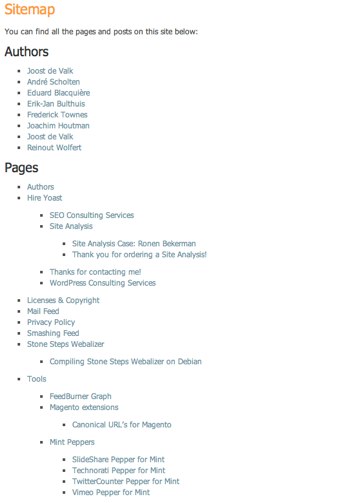 Sitemap
You can find all the pages and posts on this site below:
Authors
Joost de Valk
André Scholten
Eduard Blacquière
Erik-Jan Bulthuis
Frederick Townes
Joachim Houtman
Joost de Valk
Reinout Wolfert
Pages
Authors
Hire Yoast
SEO Consulting Services
Site Analysis
Site Analysis Case: Ronen Bekerman
Thank you for ordering a Site Analysis!
Thanks for contacting me!
WordPress Consulting Services
Licenses & Copyright
Mail Feed
Privacy Policy
Smashing Feed
Stone Steps Webalizer
Compiling Stone Steps Webalizer on Debian
Tools
FeedBurner Graph
Magento extensions
Canonical URL's for Magento
Mint Peppers
SlideShare Pepper for Mint
Technorati Pepper for Mint
TwitterCounter Pepper for Mint
Vimeo Pepper for Mint